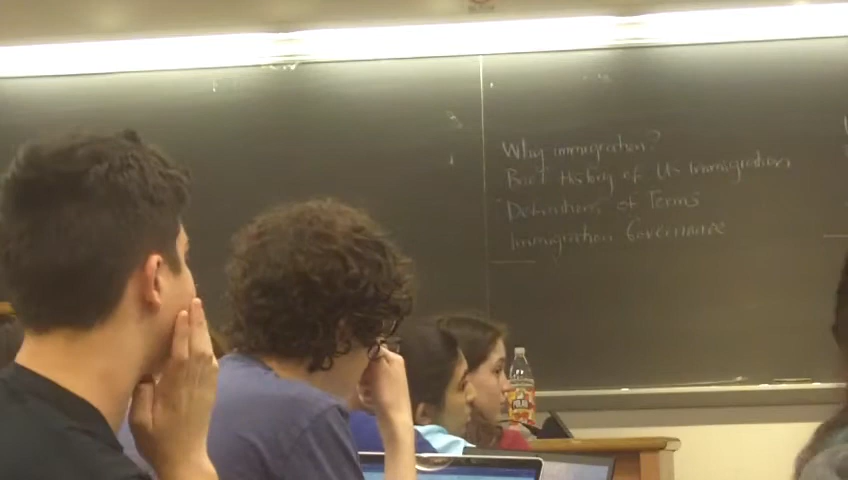 Why immigration?
Brief History of US Immigration
"Definitions" of Terms
Immigration Governance